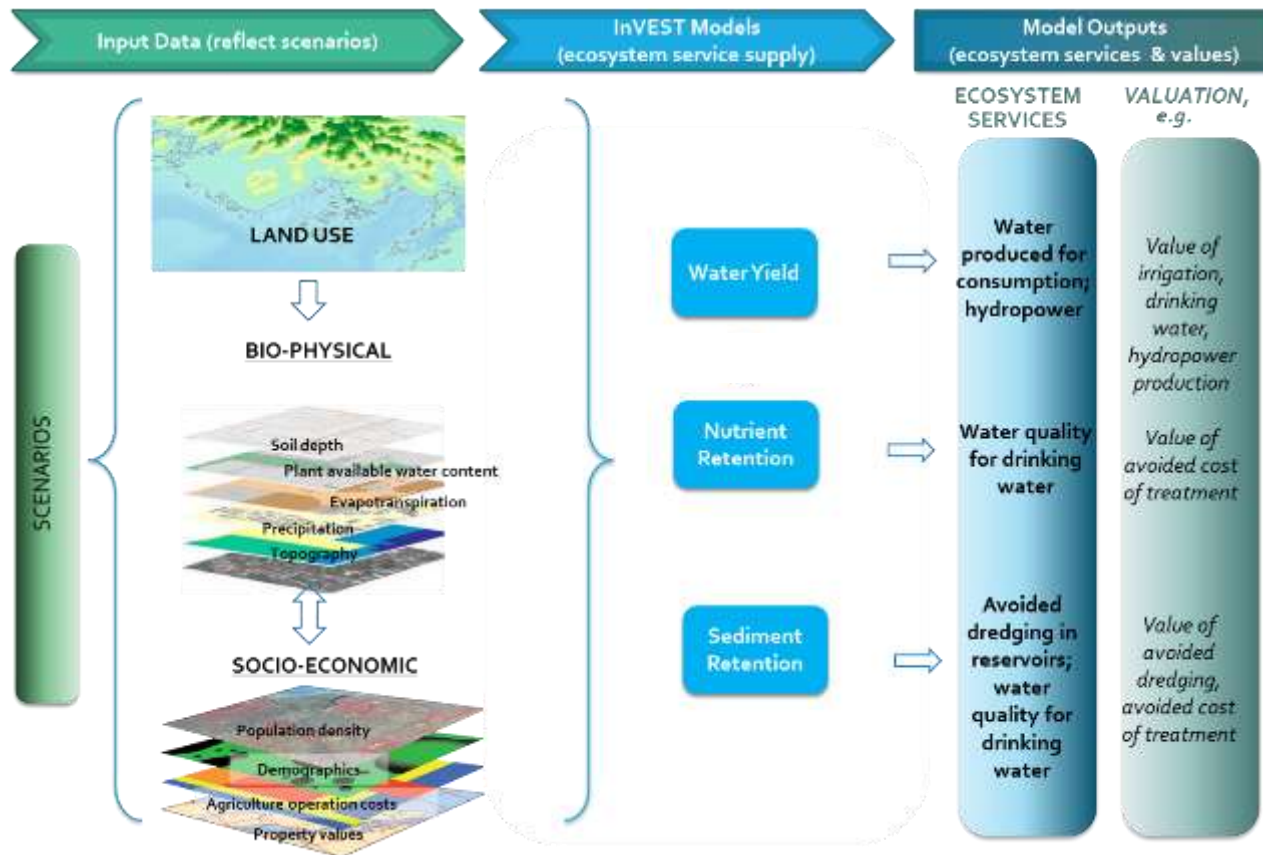 Input Data (reflect scenarios)
InVEST Models
(ecosystem service supply)
Model Outputs
(ecosystem services & values)
ECOSYSTEM
SERVICES
VALUATION,
e.g.
SCENARIOS
LAND USE
BIO-PHYSICAL
Soil depth
Plant available water content
Evapotranspiration
Precipitation
Topography
SOCIO-ECONOMIC
Population density
Demographics
Agriculture operation costs
Property values
Water Yield
Nutrient
Retention
Sediment
Retention
Water
produced for
consumption;
hydropower
Water quality
for drinking
water
Avoided
dredging in
reservoirs;
water
quality for
drinking
water
Value of
irrigation,
drinking
water,
hydropower
production
Value of
avoided cost
of treatment
Value of
avoided
dredging,
avoided cost
of treatment